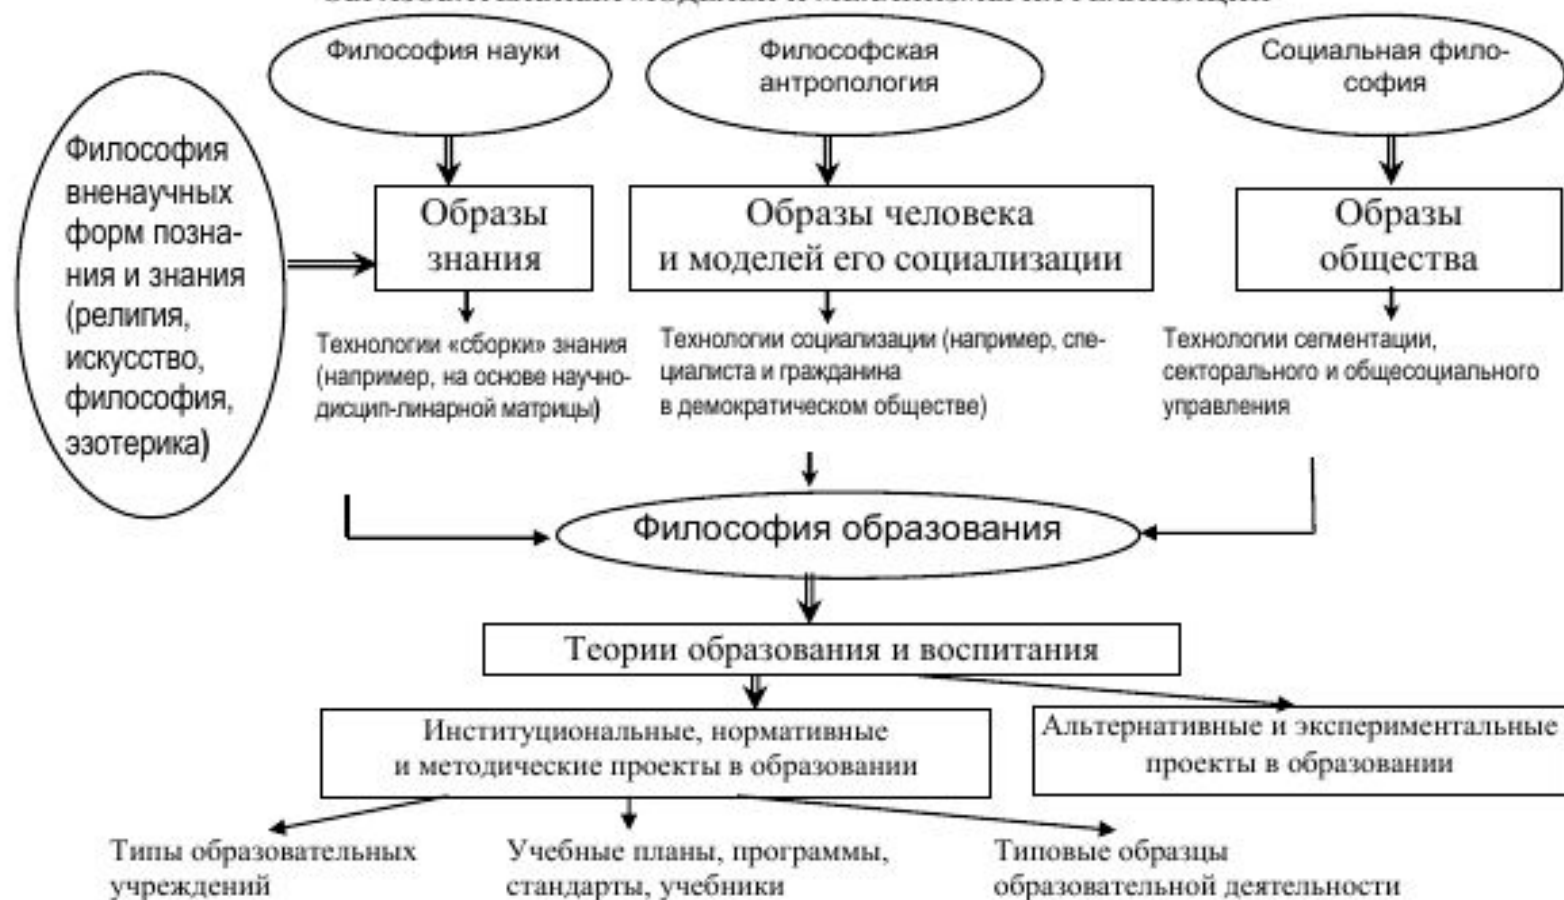 Философия науки
Философская
антропология
Социальная фило-
софия
Философия
вненаучных
форм позна-
ния и знания
(религия,
искусство,
философия,
эзотерика)
Образы
знания
Образы человека
и моделей его социализации
Образы
общества
Технологии «сборки» знания
(например, на основе научно-
дисцип-линарной матрицы)
Технологии социализации (например, спе-
циалиста и гражданина
в демократическом обществе)
Технологии сегментации,
секторального и общесоциального
управления
Философия образования
Теории образования и воспитания
Институциональные, нормативные
и методические проекты в образовании
Альтернативные и экспериментальные
проекты в образовании
Типы образовательных
учреждений
Учебные планы, программы,
стандарты, учебники
Типовые образцы
образовательной деятельности